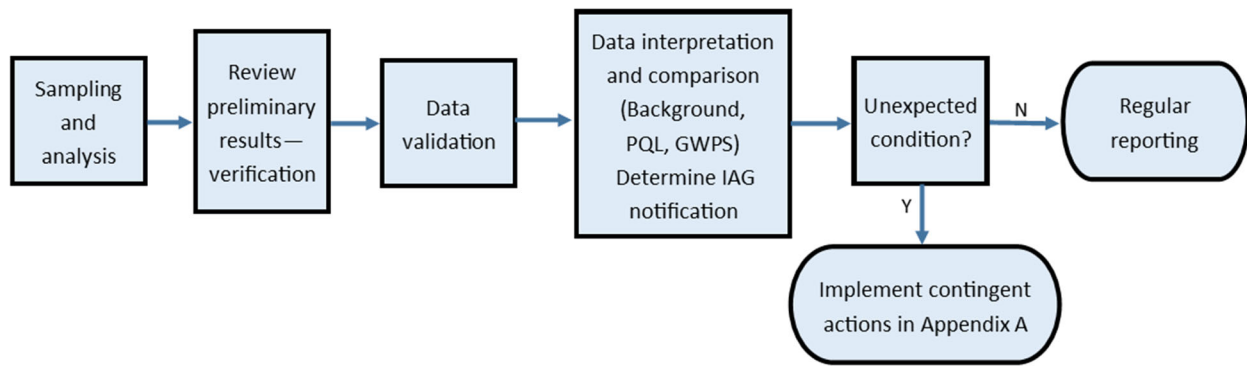 Sampling
and
analysis
Review
preliminary
results—
verification
Data
validation
Data interpretation
and comparison
(Background,
PQL, GWPS)
Determine IAG
notification
Unexpected
condition?
N
Regular
reporting
Y
Implement contingent
actions in Appendix A